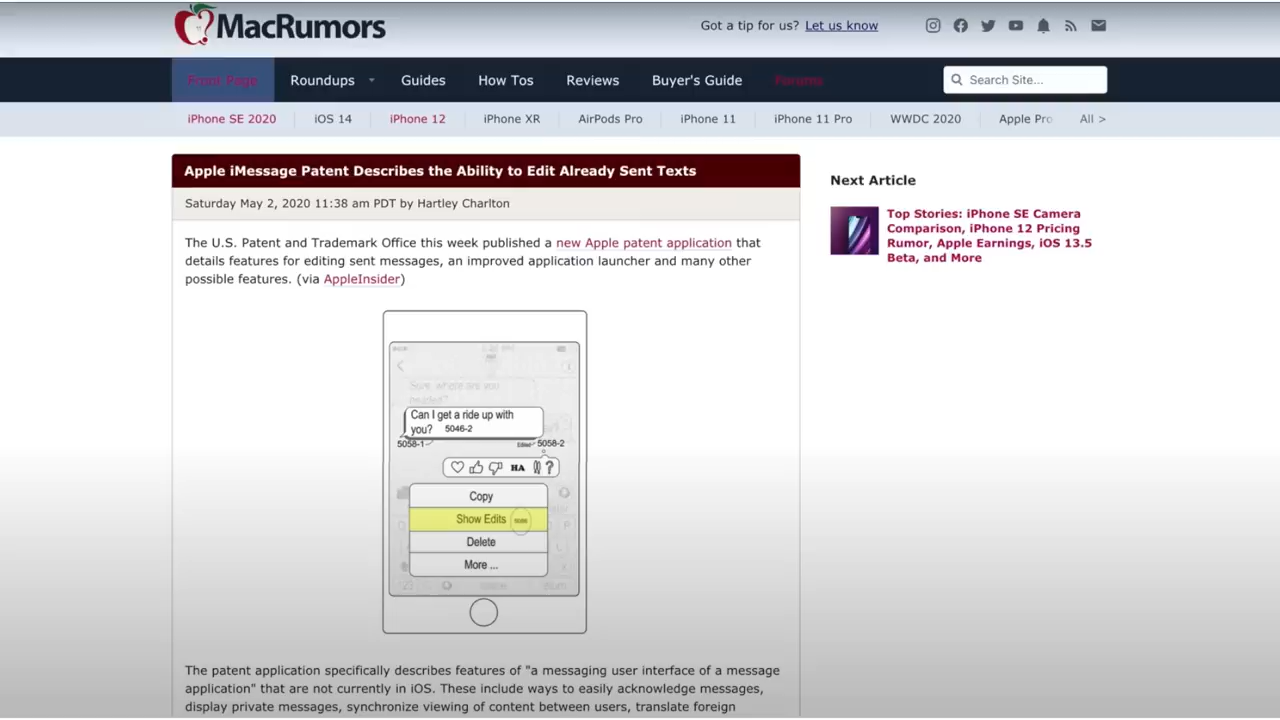 MacRumors
Got a tip for us? Let us know
Front Page Roundups Guides How Tos Reviews Buyer's Guide Forums Search Site...
iPhone SE 2020 iOS 14 iPhone 12 iPhone XR AirPods Pro iPhone 11 iPhone 11 Pro WWDC 2020 Apple Pro All >
Apple iMessage Patent Describes the Ability to Edit Already Sent Texts
Saturday May 2, 2020 11:38 am PDT by Hartley Charlton
The U.S. Patent and Trademark Office this week published a new Apple patent application that
details features for editing sent messages, an improved application launcher and many other
possible features. (via AppleInsider)
Sure, where are you
headed?
Can I get a ride up with
you? 5046-2
5058-1 Edited 5058-2
HA ‼ ?
Copy
Show Edits
Delete
More ...
123
The patent application specifically describes features of "a messaging user interface of a message
application" that are not currently in iOS. These include ways to easily acknowledge messages,
display private messages, synchronize viewing of content between users, translate foreign
Next Article
Top Stories: iPhone SE Camera
Comparison, iPhone 12 Pricing
Rumor, Apple Earnings, iOS 13.5
Beta, and More